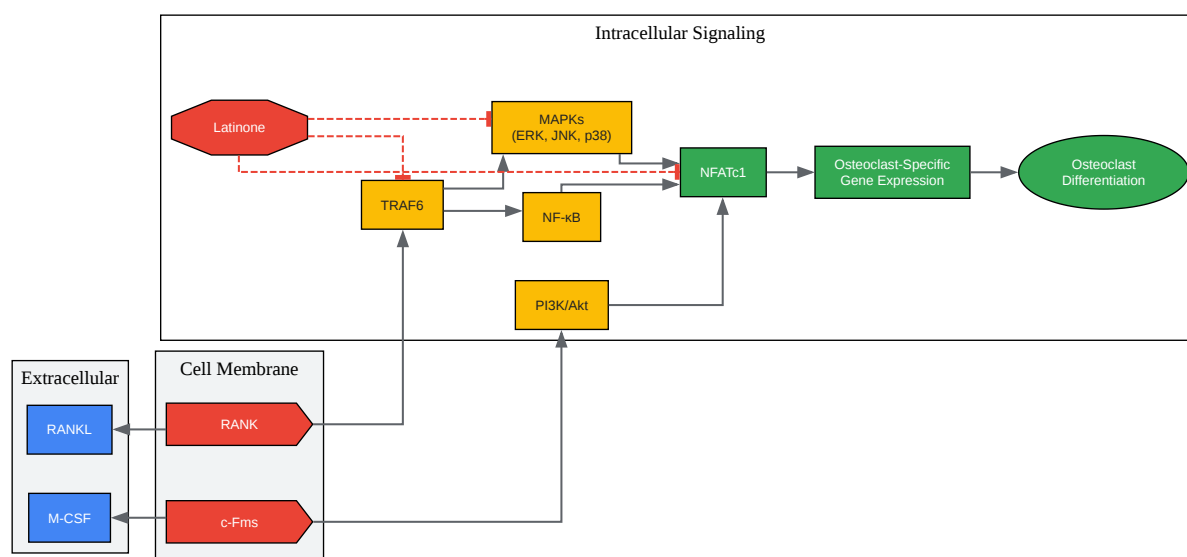 Intracellular Signaling
Latinone
MAPKs
(ERK, JNK, p38)
NFATc1
Osteoclast-Specific
Gene Expression
Osteoclast
Differentiation
TRAF6
NF-κB
PI3K/Akt
Extracellular
Cell Membrane
RANKL
RANK
M-CSF
c-Fms